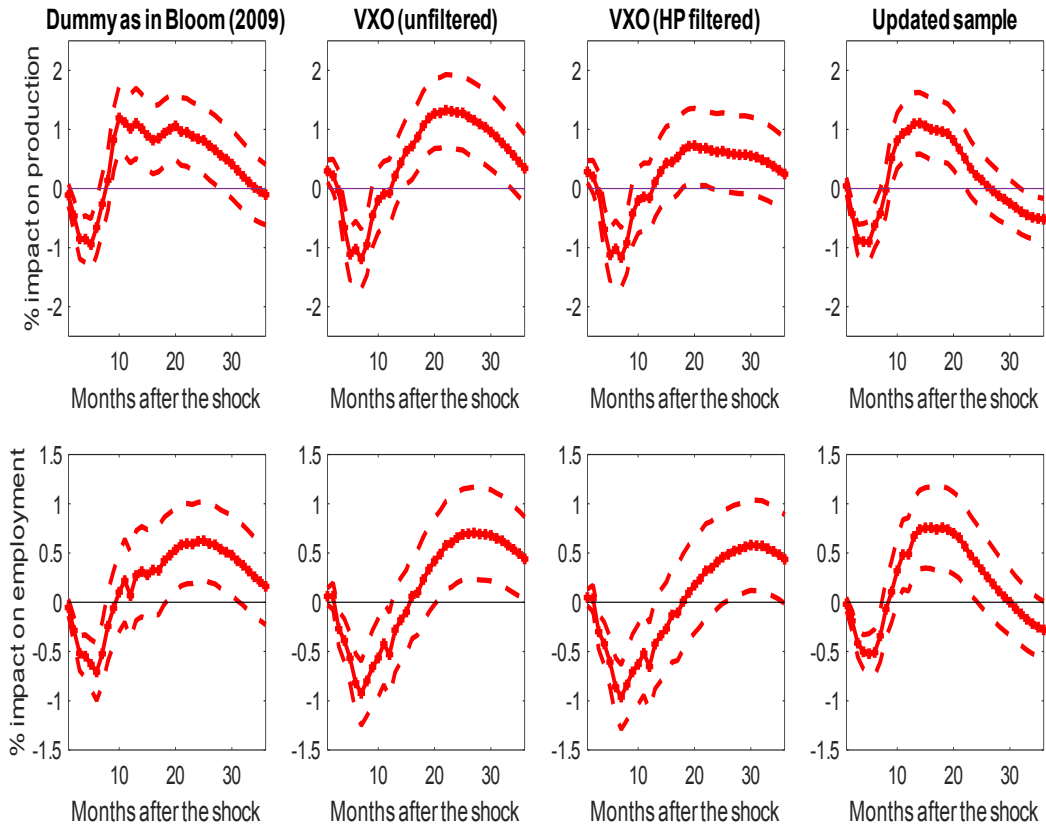 Dummy as in Bloom (2009)
VXO (unfiltered)
VXO (HP filtered)
Updated sample
% impact on production
2
1
0
-1
-2
10 20 30
Months after the shock
2
1
0
-1
-2
10 20 30
Months after the shock
2
1
0
-1
-2
10 20 30
Months after the shock
2
1
0
-1
-2
10 20 30
Months after the shock
% impact on employment
1.5
1
0.5
0
-0.5
-1
-1.5
10 20 30
Months after the shock
1.5
1
0.5
0
-0.5
-1
-1.5
10 20 30
Months after the shock
1.5
1
0.5
0
-0.5
-1
-1.5
10 20 30
Months after the shock
1.5
1
0.5
0
-0.5
-1
-1.5
10 20 30
Months after the shock